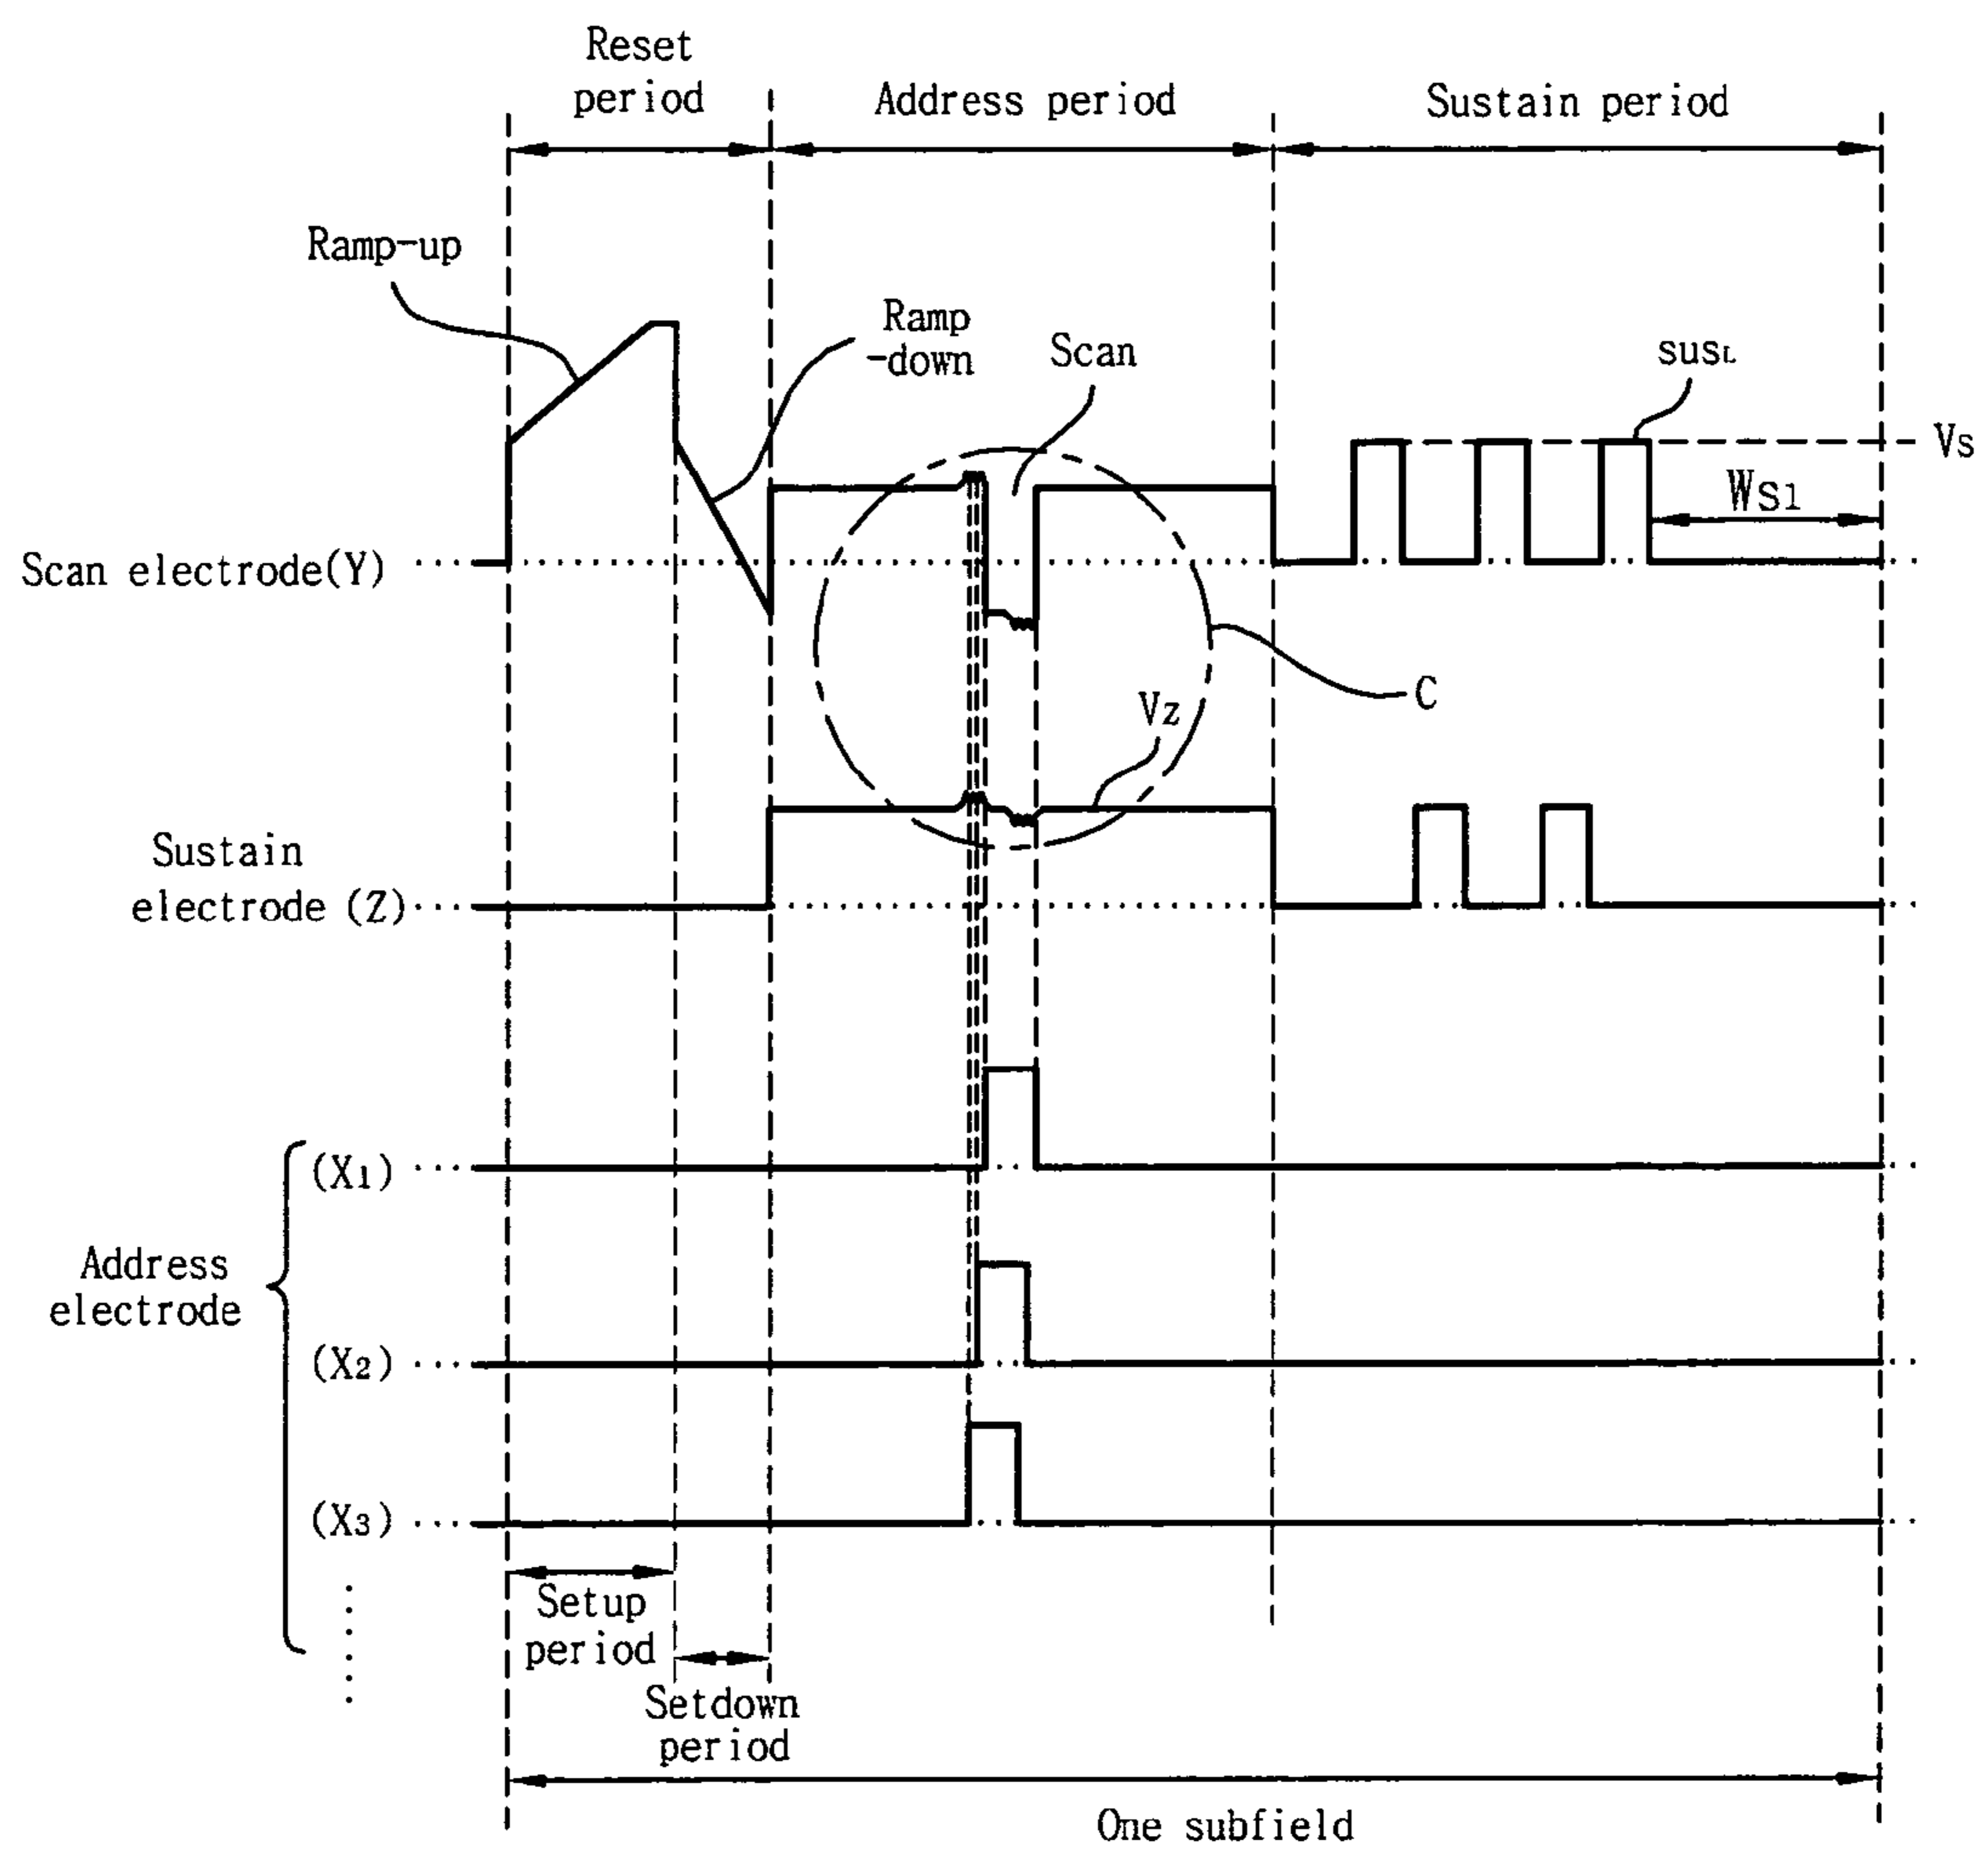 Reset
period
Address period
Sustain period
Ramp-up
Ramp
-down
Scan
SUSL
Vs
Ws1
Scan electrode(Y)
C
Vz
Sustain
electrode (Z)
(X1)
Address
electrode
(X2)
(X3)
Setup
period
Setdown
period
One subfield